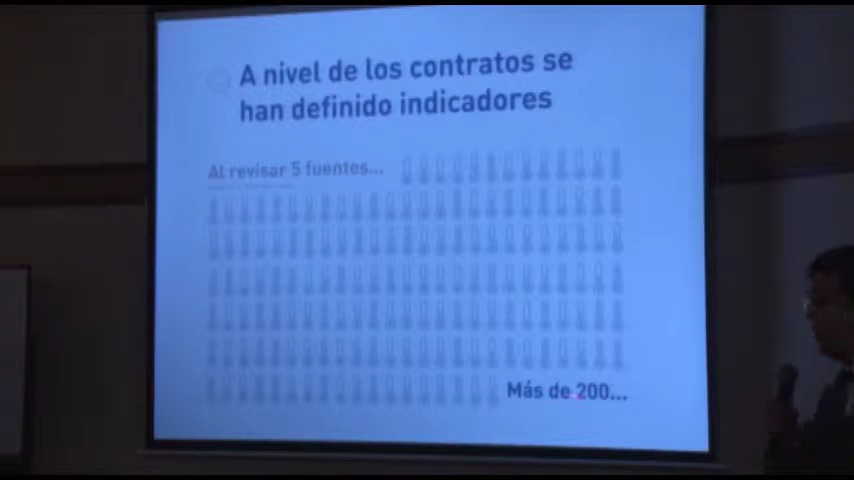 A nivel de los contratos se
han definido indicadores
Al revisar 5 fuentes...
Más de 200...